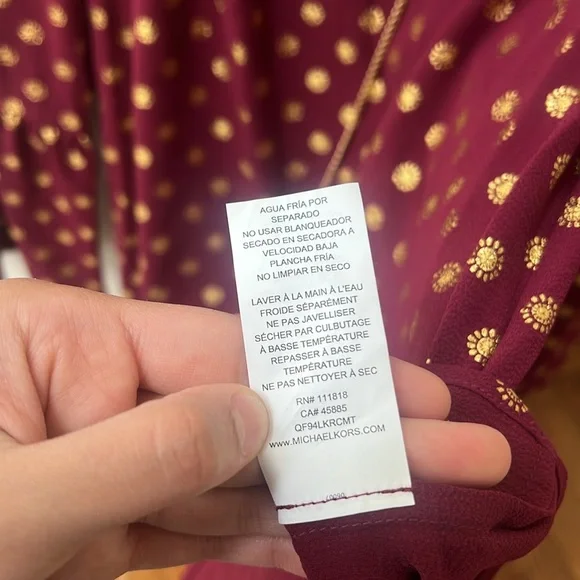 AGUA FRÍA POR
SEPARADO
NO USAR BLANQUEADOR
SECADO EN SECADORA A
VELOCIDAD BAJA
PLANCHA FRÍA
NO LIMPIAR EN SECO
LAVER À LA MAIN À L'EAU
FROIDE SÉPARÉMENT
NE PAS JAVELLISER
SÉCHER PAR CULBUTAGE
À BASSE TEMPÉRATURE
REPASSER À BASSE
TEMPÉRATURE
NE PAS NETTOYER À SEC
RN# 111818
CA# 45885
QF94LKRCMT
www.MICHAELKORS.COM